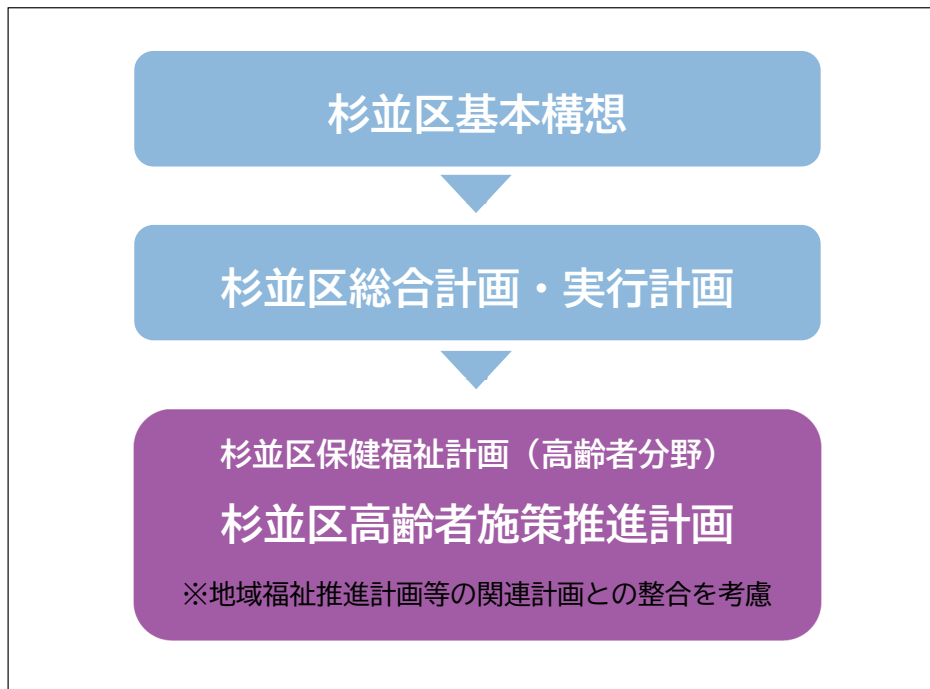 杉並区基本構想
杉並区総合計画・実行計画
杉並区保健福祉計画（高齢者分野）
杉並区高齢者施策推進計画
※地域福祉推進計画等の関連計画との整合を考慮